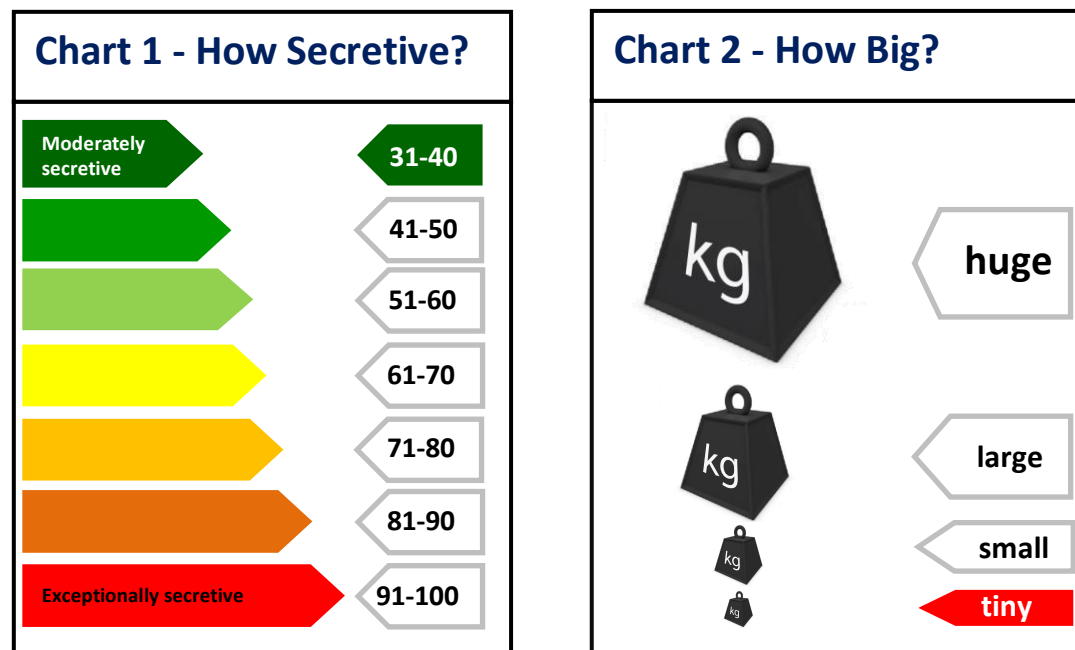 Chart 1 - How Secretive?
Moderately
secretive
31-40
41-50
51-60
61-70
71-80
81-90
Exceptionally secretive
91-100
Chart 2 - How Big?
kg
huge
kg
large
kg
small
kg
tiny